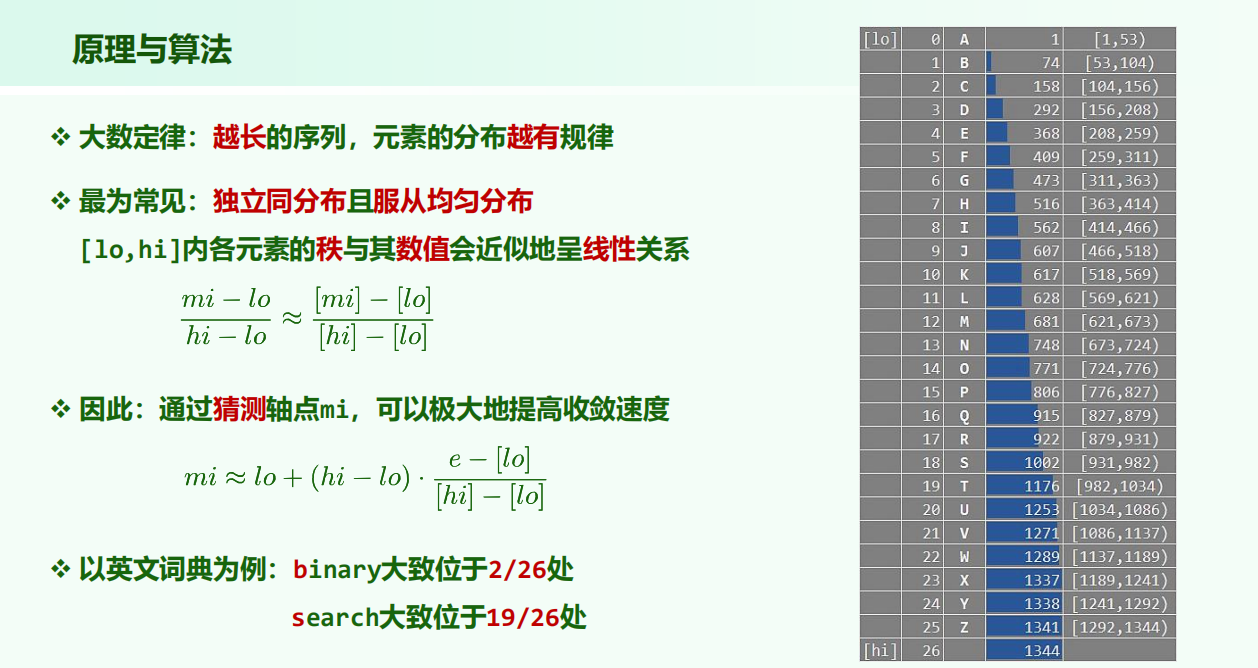 原理与算法
❖ 大数定律：越长的序列，元素的分布越有规律
❖ 最为常见：独立同分布且服从均匀分布
[lo,hi]内各元素的秩与其数值会近似地呈线性关系
\frac{mi - lo}{hi - lo} ≈ \frac{[mi] - [lo]}{[hi] - [lo]}
❖ 因此：通过猜测轴点mi，可以极大地提高收敛速度
mi ≈ lo + (hi - lo) · \frac{e - [lo]}{[hi] - [lo]}
❖ 以英文词典为例：binary大致位于2/26处
search大致位于19/26处
[lo] 0 A 1 [1,53)
1 B 74 [53,104)
2 C 158 [104,156)
3 D 292 [156,208)
4 E 368 [208,259)
5 F 409 [259,311)
6 G 473 [311,363)
7 H 516 [363,414)
8 I 562 [414,466)
9 J 607 [466,518)
10 K 617 [518,569)
11 L 628 [569,621)
12 M 681 [621,673)
13 N 748 [673,724)
14 O 771 [724,776)
15 P 806 [776,827)
16 Q 915 [827,879)
17 R 922 [879,931)
18 S 1002 [931,982)
19 T 1176 [982,1034)
20 U 1253 [1034,1086)
21 V 1271 [1086,1137)
22 W 1289 [1137,1189)
23 X 1337 [1189,1241)
24 Y 1338 [1241,1292)
25 Z 1341 [1292,1344)
[hi] 26 1344